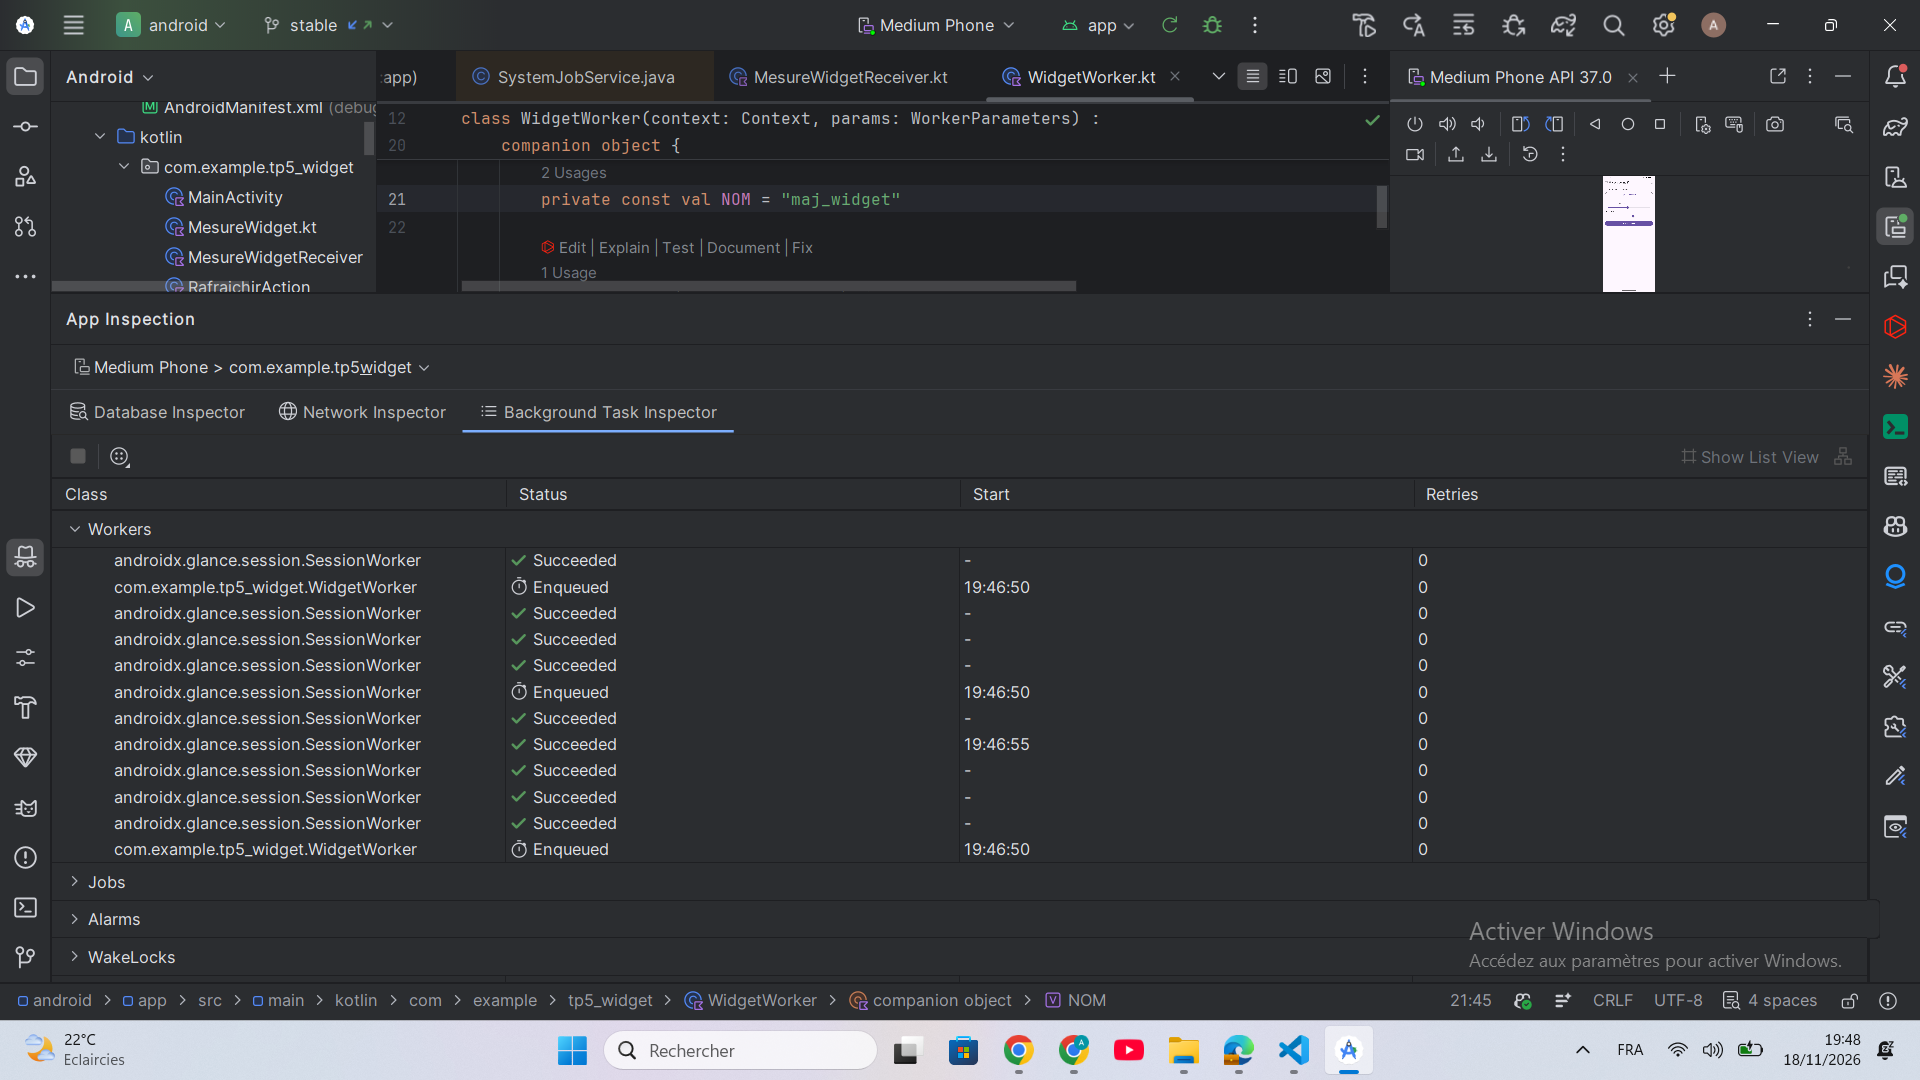 A android stable Medium Phone app A
Android
app) SystemJobService.java MesureWidgetReceiver.kt WidgetWorker.kt
Medium Phone API 37.0
AndroidManifest.xml (debug
kotlin
com.example.tp5_widget
MainActivity
MesureWidget.kt
MesureWidgetReceiver
RafraichirAction
12 class WidgetWorker(context: Context, params: WorkerParameters) :
20 companion object {
2 Usages
21 private const val NOM = "maj_widget"
22
Edit | Explain | Test | Document | Fix
1 Usage
App Inspection
Medium Phone > com.example.tp5widget
Database Inspector Network Inspector Background Task Inspector
Show List View
Class Status Start Retries
Workers
androidx.glance.session.SessionWorker Succeeded - 0
com.example.tp5_widget.WidgetWorker Enqueued 19:46:50 0
androidx.glance.session.SessionWorker Succeeded - 0
androidx.glance.session.SessionWorker Succeeded - 0
androidx.glance.session.SessionWorker Succeeded - 0
androidx.glance.session.SessionWorker Enqueued 19:46:50 0
androidx.glance.session.SessionWorker Succeeded - 0
androidx.glance.session.SessionWorker Succeeded 19:46:55 0
androidx.glance.session.SessionWorker Succeeded - 0
androidx.glance.session.SessionWorker Succeeded - 0
androidx.glance.session.SessionWorker Succeeded - 0
com.example.tp5_widget.WidgetWorker Enqueued 19:46:50 0
Jobs
Alarms
WakeLocks
Activer Windows
Accédez aux paramètres pour activer Windows.
android > app > src > main > kotlin > com > example > tp5_widget > WidgetWorker > companion object > NOM
21:45 CRLF UTF-8 4 spaces
22°C
Eclaircies
Rechercher
FRA
19:48
18/11/2026